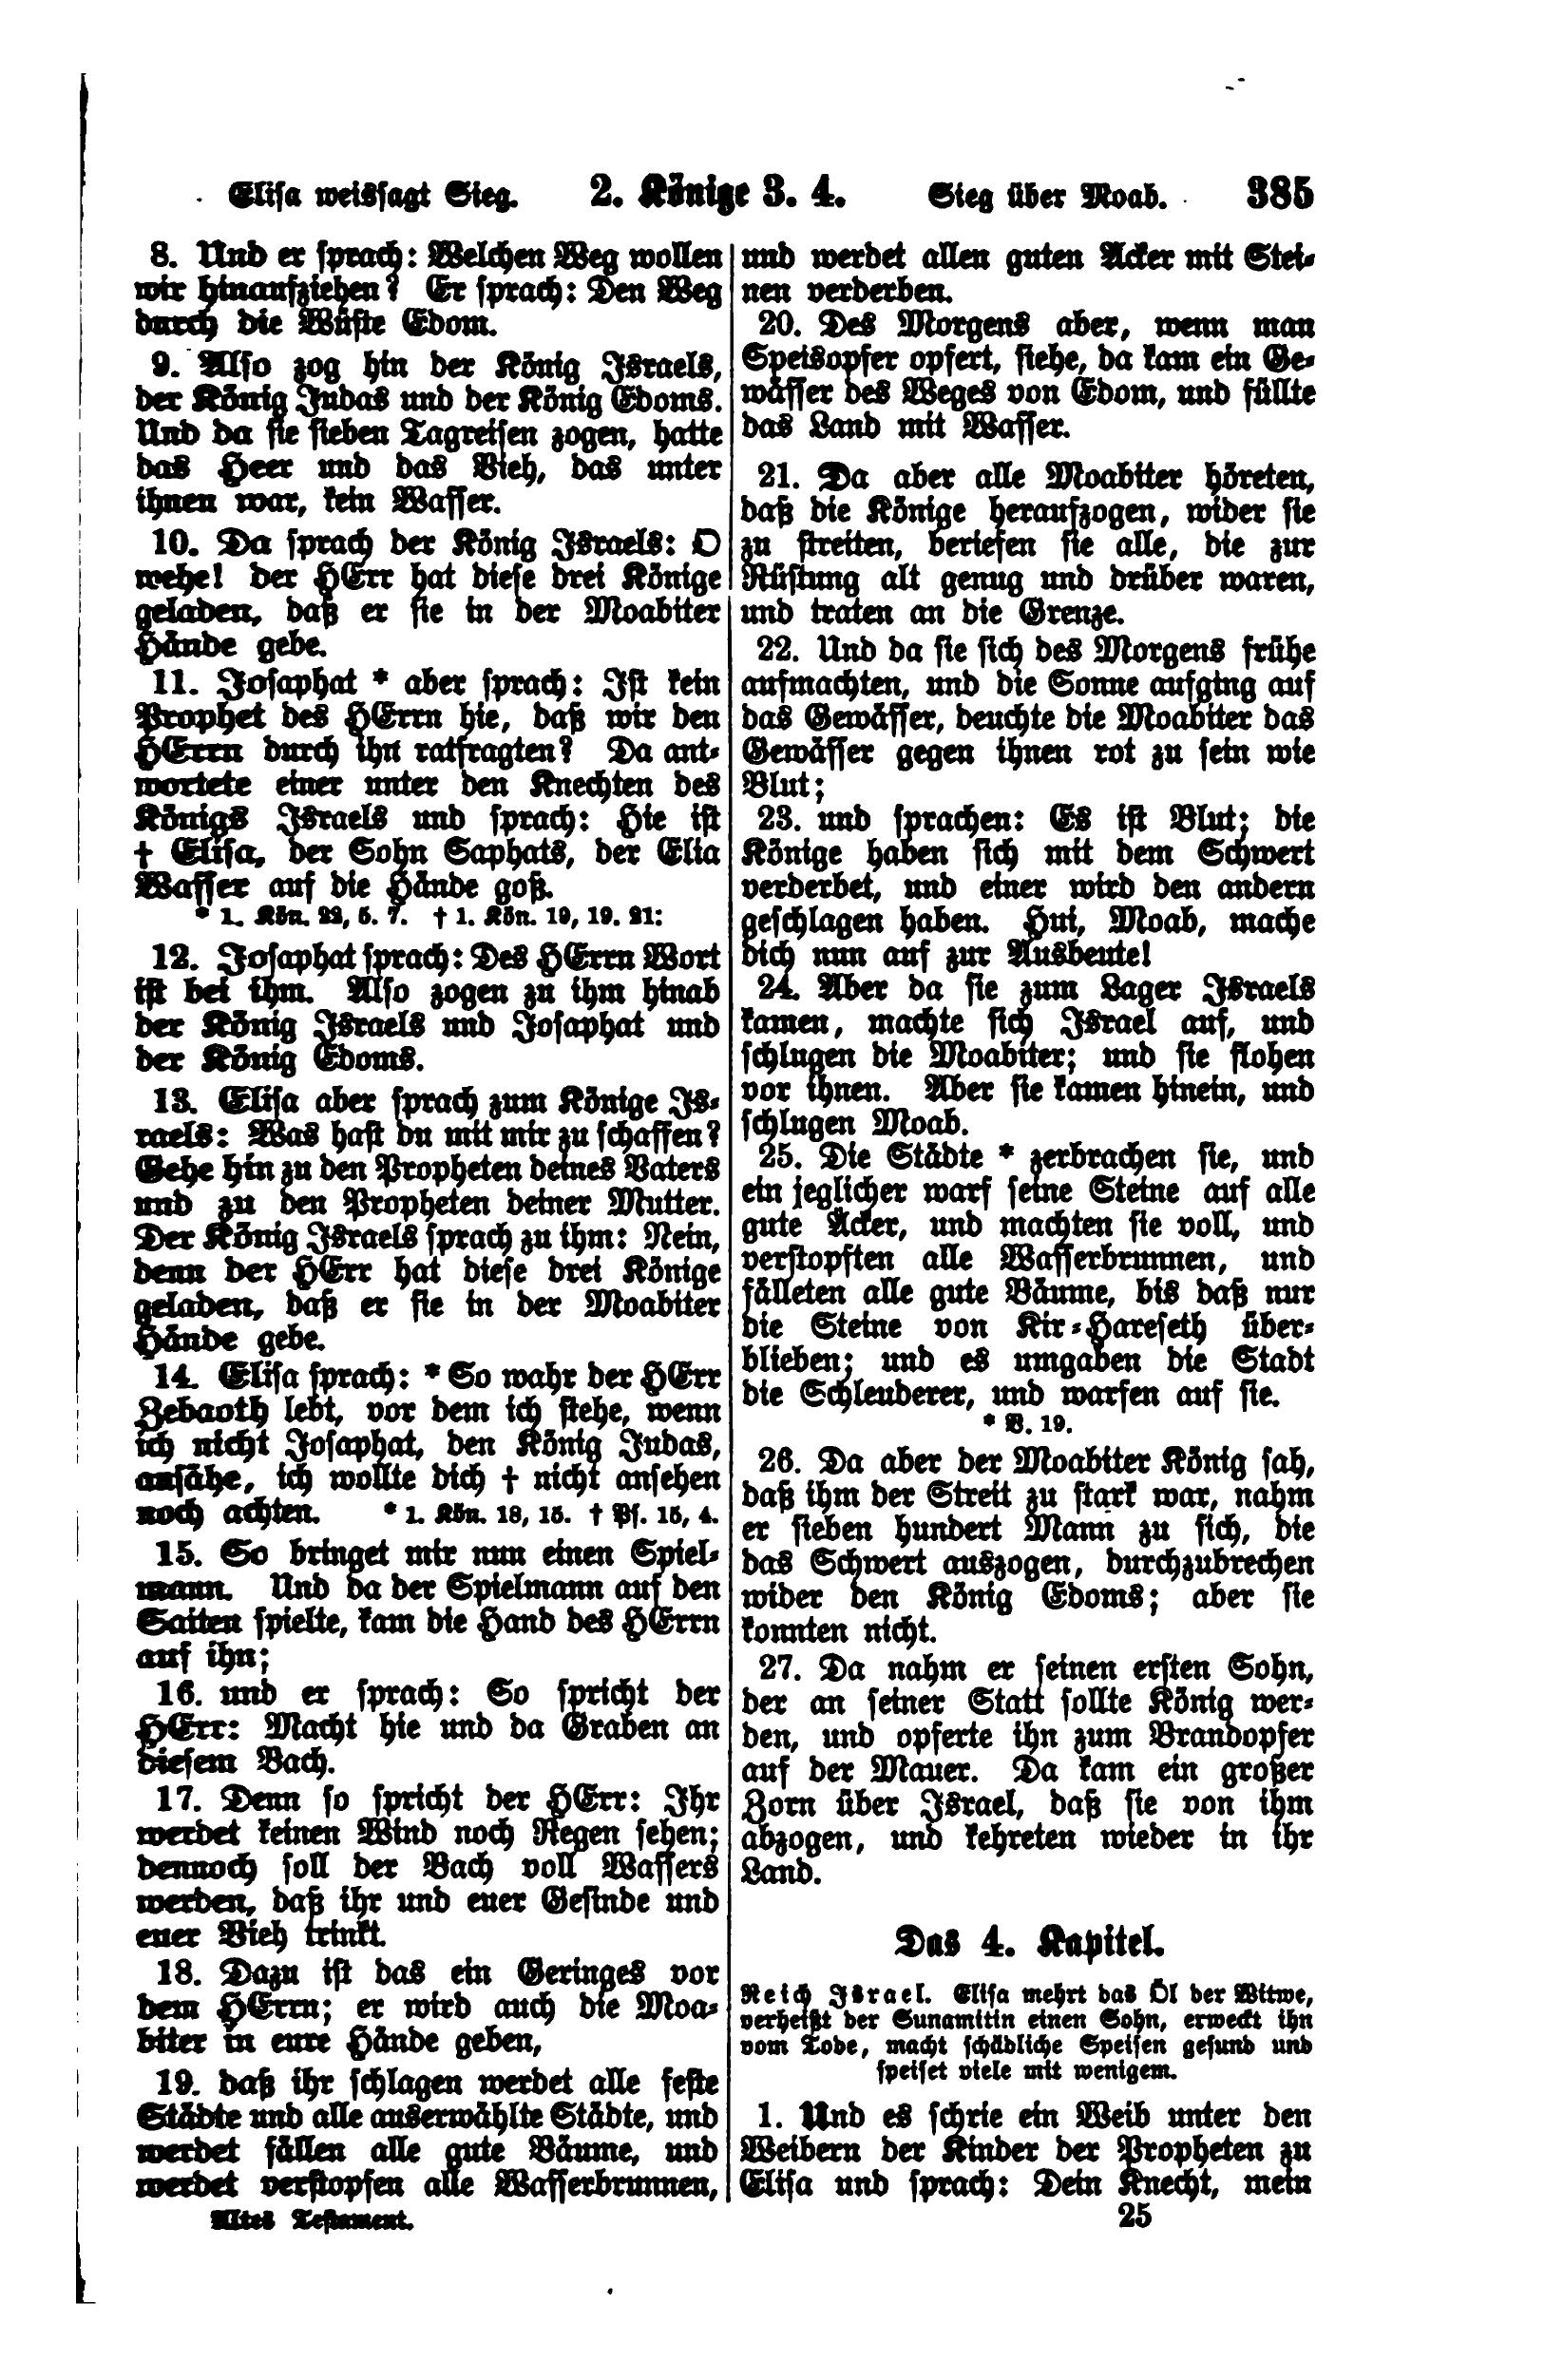 Elisa weissagt Sieg. 2. Könige 3. 4. Sieg über Moab. 385
8. Und er sprach: Welchen Weg wollen
wir hinaufziehen? Er sprach: Den Weg
durch die Wüste Edom.
9. Also zog hin der König Israels,
der König Judas und der König Edoms.
Und da sie sieben Tagreisen zogen, hatte
das Heer und das Vieh, das unter
ihnen war, kein Wasser.
10. Da sprach der König Israels: O
wehe! der HErr hat diese drei Könige
geladen, daß er sie in der Moabiter
Hände gebe.
11. Josaphat * aber sprach: Ist kein
Prophet des HErrn hie, daß wir den
HErrn durch ihn ratfragten? Da ant-
wortete einer unter den Knechten des
Königs Israels und sprach: Hie ist
† Elisa, der Sohn Saphats, der Elia
Wasser auf die Hände goß.
* 1. Kön. 22, 5. 7. † 1. Kön. 19, 19. 21:
12. Josaphat sprach: Des HErrn Wort
ist bei ihm. Also zogen zu ihm hinab
der König Israels und Josaphat und
der König Edoms.
13. Elisa aber sprach zum Könige Is-
raels: Was hast du mit mir zu schaffen?
Gehe hin zu den Propheten deines Vaters
und zu den Propheten deiner Mutter.
Der König Israels sprach zu ihm: Nein,
denn der HErr hat diese drei Könige
geladen, daß er sie in der Moabiter
Hände gebe.
14. Elisa sprach: * So wahr der HErr
Zebaoth lebt, vor dem ich stehe, wenn
ich nicht Josaphat, den König Judas,
ansähe, ich wollte dich † nicht ansehen
noch achten. * 1. Kön. 18, 15. † Ps. 15, 4.
15. So bringet mir nun einen Spiel-
mann. Und da der Spielmann auf den
Saiten spielte, kam die Hand des HErrn
auf ihn;
16. und er sprach: So spricht der
HErr: Macht hie und da Graben an
diesem Bach.
17. Denn so spricht der HErr: Ihr
werdet keinen Wind noch Regen sehen;
dennoch soll der Bach voll Wassers
werden, daß ihr und euer Gesinde und
euer Vieh trinkt.
18. Dazu ist das ein Geringes vor
dem HErrn; er wird auch die Moa-
biter in eure Hände geben,
19. daß ihr schlagen werdet alle feste
Städte und alle auserwählte Städte, und
werdet fällen alle gute Bäume, und
werdet verstopfen alle Wasserbrunnen,
Altes Testament.
und werdet allen guten Acker mit Stei-
nen verderben.
20. Des Morgens aber, wenn man
Speisopfer opfert, siehe, da kam ein Ge-
wässer des Weges von Edom, und füllte
das Land mit Wasser.
21. Da aber alle Moabiter höreten,
daß die Könige heraufzogen, wider sie
zu streiten, beriefen sie alle, die zur
Rüstung alt genug und drüber waren,
und traten an die Grenze.
22. Und da sie sich des Morgens frühe
aufmachten, und die Sonne aufging auf
das Gewässer, deuchte die Moabiter das
Gewässer gegen ihnen rot zu sein wie
Blut;
23. und sprachen: Es ist Blut; die
Könige haben sich mit dem Schwert
verderbet, und einer wird den andern
geschlagen haben. Hui, Moab, mache
dich nun auf zur Ausbeute!
24. Aber da sie zum Lager Israels
kamen, machte sich Israel auf, und
schlugen die Moabiter; und sie flohen
vor ihnen. Aber sie kamen hinein, und
schlugen Moab.
25. Die Städte * zerbrachen sie, und
ein jeglicher warf seine Steine auf alle
gute Äcker, und machten sie voll, und
verstopften alle Wasserbrunnen, und
fälleten alle gute Bäume, bis daß nur
die Steine von Kir-Hareseth über-
blieben; und es umgaben die Stadt
die Schleuderer, und warfen auf sie.
* V. 19.
26. Da aber der Moabiter König sah,
daß ihm der Streit zu stark war, nahm
er sieben hundert Mann zu sich, die
das Schwert auszogen, durchzubrechen
wider den König Edoms; aber sie
konnten nicht.
27. Da nahm er seinen ersten Sohn,
der an seiner Statt sollte König wer-
den, und opferte ihn zum Brandopfer
auf der Mauer. Da kam ein großer
Zorn über Israel, daß sie von ihm
abzogen, und kehreten wieder in ihr
Land.
Das 4. Kapitel.
Reich Israel. Elisa mehrt das Öl der Witwe,
verheißt der Sunamitin einen Sohn, erweckt ihn
vom Tode, macht schädliche Speisen gesund und
speiset viele mit wenigem.
1. Und es schrie ein Weib unter den
Weibern der Kinder der Propheten zu
Elisa und sprach: Dein Knecht, mein
25